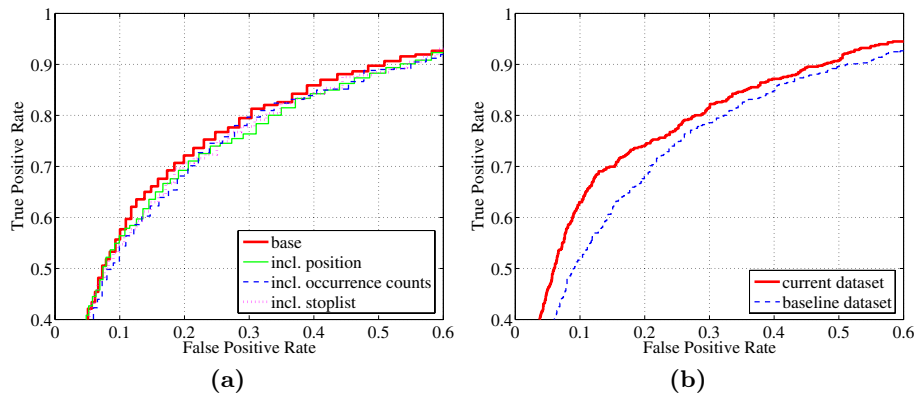 1
0.9
0.8
0.7
0.6
0.5
0.4
0
0.1
0.2
0.3
0.4
0.5
0.6
True Positive Rate
False Positive Rate
base
incl. position
incl. occurrence counts
incl. stoplist
(a)
1
0.9
0.8
0.7
0.6
0.5
0.4
0
0.1
0.2
0.3
0.4
0.5
0.6
True Positive Rate
False Positive Rate
current dataset
baseline dataset
(b)